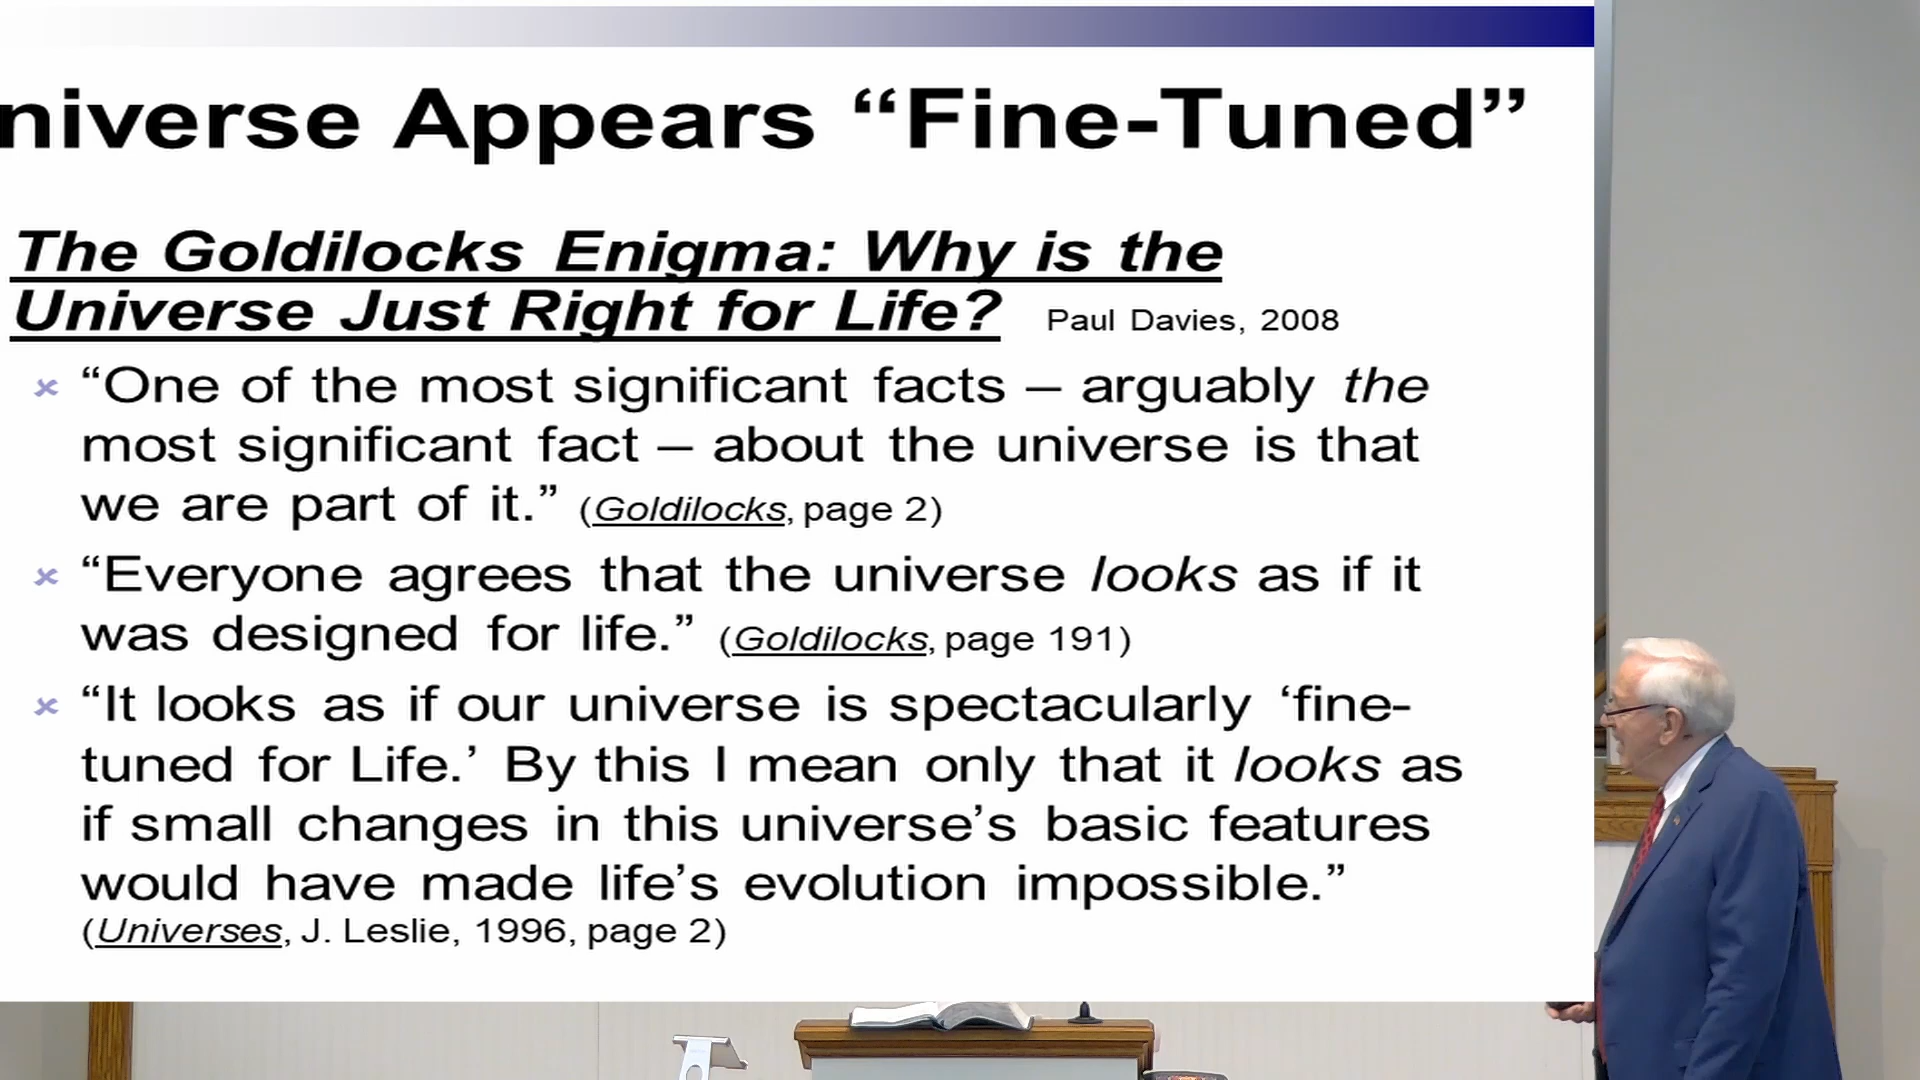 niverse Appears “Fine-Tuned”
The Goldilocks Enigma: Why is the
Universe Just Right for Life? Paul Davies, 2008
“One of the most significant facts – arguably the
most significant fact – about the universe is that
we are part of it.” (Goldilocks, page 2)
“Everyone agrees that the universe looks as if it
was designed for life.” (Goldilocks, page 191)
“It looks as if our universe is spectacularly ‘fine-
tuned for Life.’ By this I mean only that it looks as
if small changes in this universe’s basic features
would have made life’s evolution impossible.”
(Universes, J. Leslie, 1996, page 2)